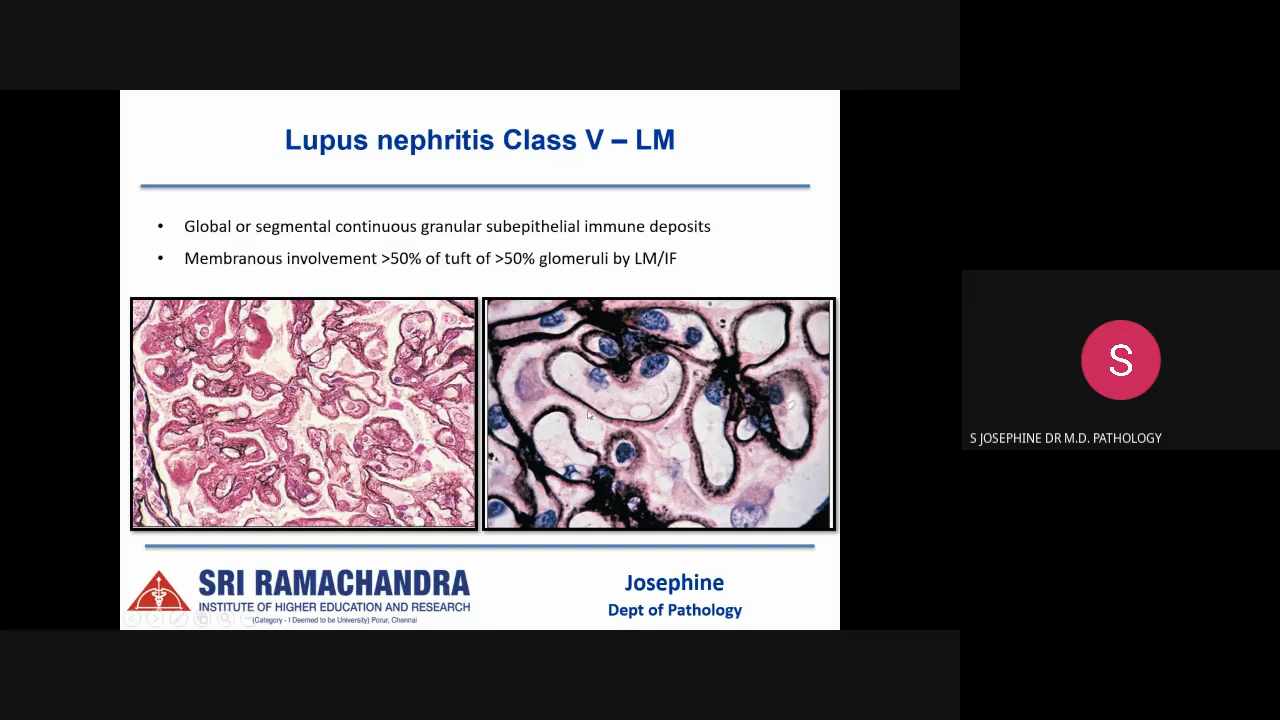 Lupus nephritis Class V – LM
• Global or segmental continuous granular subepithelial immune deposits
• Membranous involvement >50% of tuft of >50% glomeruli by LM/IF
SRI RAMACHANDRA
INSTITUTE OF HIGHER EDUCATION AND RESEARCH
(Category - I Deemed to be University) Porur, Chennai
Josephine
Dept of Pathology
S
S JOSEPHINE DR M.D. PATHOLOGY